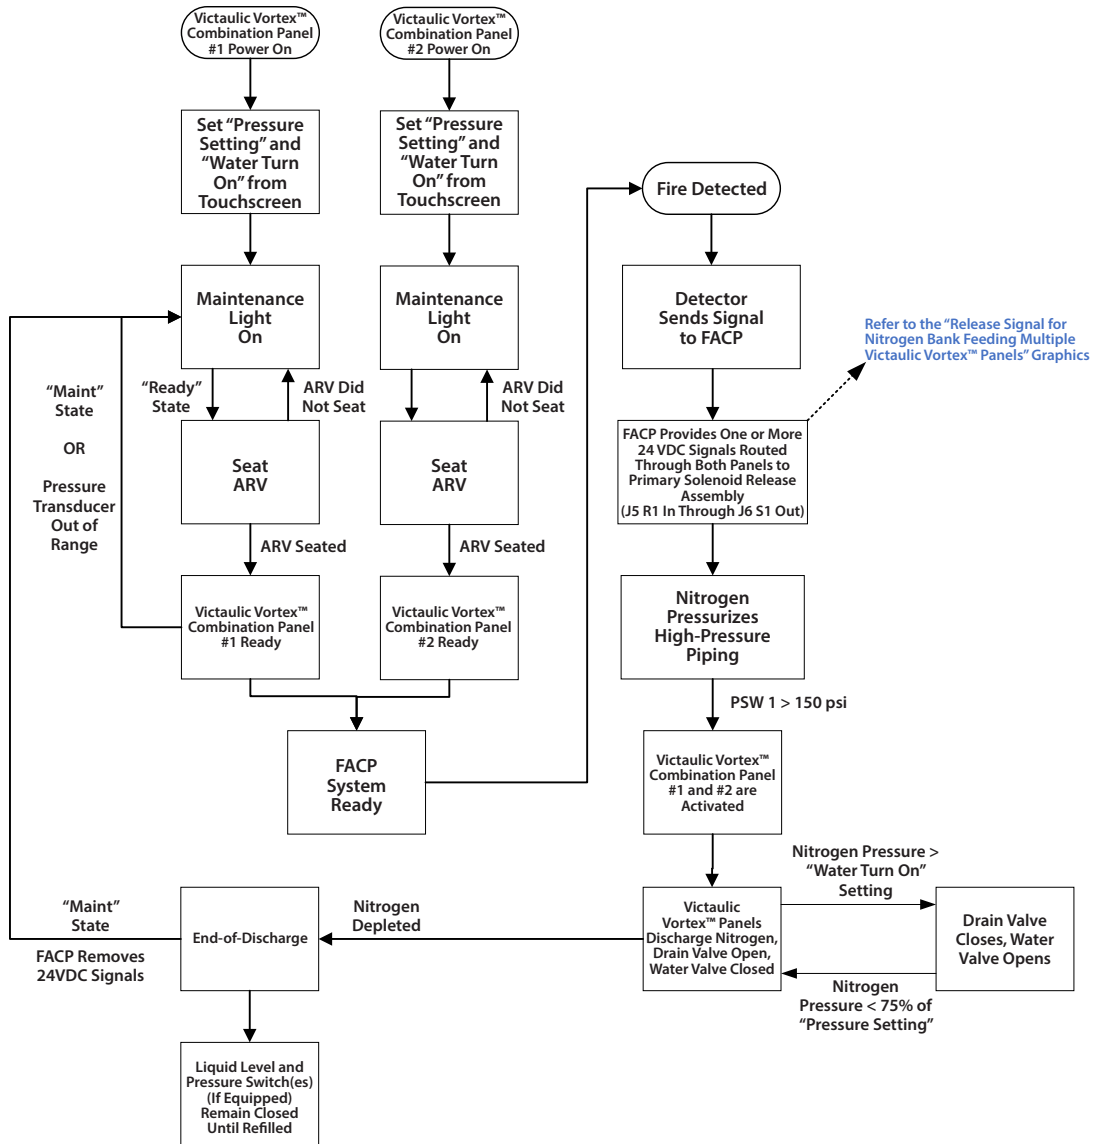 Victaulic Vortex™
Combination Panel
#1 Power On
Victaulic Vortex™
Combination Panel
#2 Power On
Set “Pressure
Setting” and
“Water Turn
On” from
Touchscreen
Set “Pressure
Setting” and
“Water Turn
On” from
Touchscreen
Fire Detected
Maintenance
Light
On
Maintenance
Light
On
Detector
Sends Signal
to FACP
Refer to the “Release Signal for
Nitrogen Bank Feeding Multiple
Victaulic Vortex™ Panels” Graphics
“Maint”
State
OR
Pressure
Transducer
Out of
Range
“Ready”
State
ARV Did
Not Seat
ARV Did
Not Seat
Seat
ARV
Seat
ARV
FACP Provides One or More
24 VDC Signals Routed
Through Both Panels to
Primary Solenoid Release
Assembly
(J5 R1 In Through J6 S1 Out)
ARV Seated
ARV Seated
Victaulic Vortex™
Combination Panel
#1 Ready
Victaulic Vortex™
Combination Panel
#2 Ready
Nitrogen
Pressurizes
High-Pressure
Piping
PSW 1 > 150 psi
FACP
System
Ready
Victaulic Vortex™
Combination Panel
#1 and #2 are
Activated
Nitrogen Pressure >
“Water Turn On”
Setting
“Maint”
State
FACP Removes
24VDC Signals
End-of-Discharge
Nitrogen
Depleted
Victaulic
Vortex™ Panels
Discharge Nitrogen,
Drain Valve Open,
Water Valve Closed
Drain Valve
Closes, Water
Valve Opens
Nitrogen
Pressure < 75% of
“Pressure Setting”
Liquid Level and
Pressure Switch(es)
(If Equipped)
Remain Closed
Until Refilled